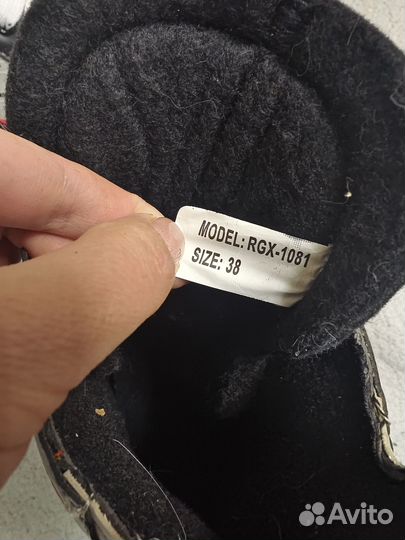 MODEL: RGX-1081
SIZE: 38
Avito